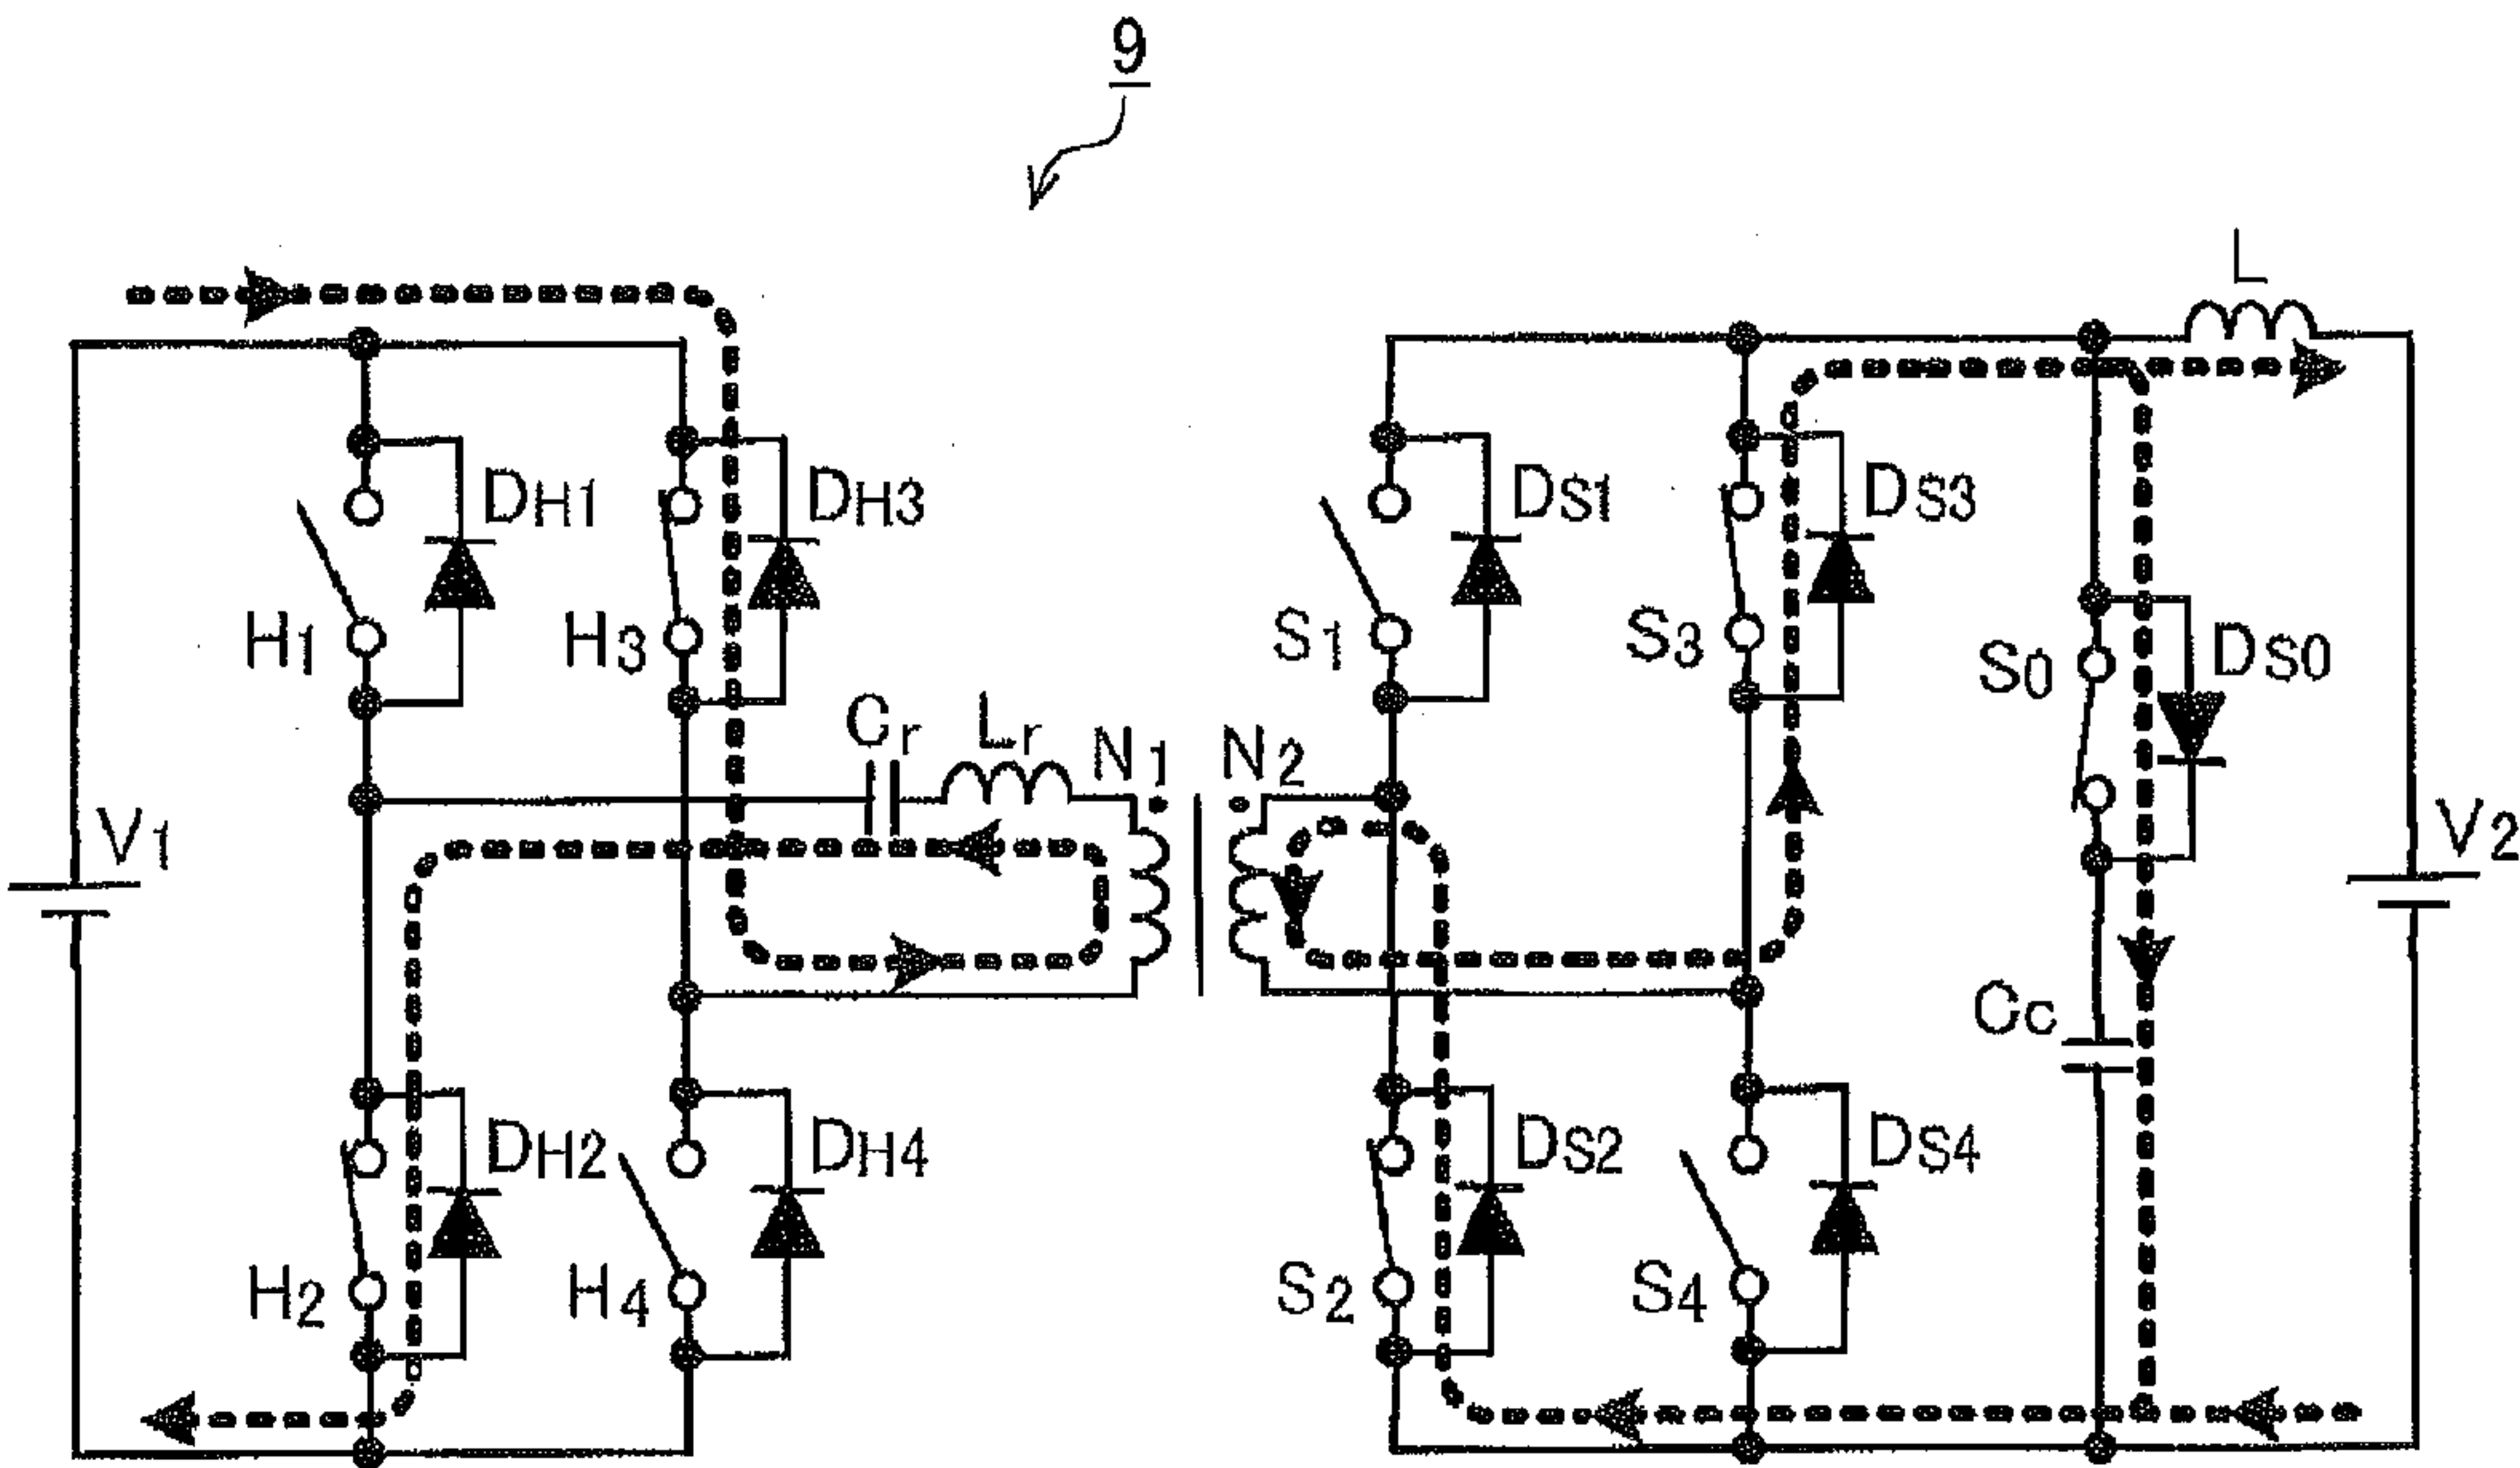 9
L
DH1
DH3
DS1
DS3
H1
H3
S1
S3
S0
DS0
Cr
Lr
N1
N2
V1
V2
Cc
DH2
DH4
DS2
DS4
H2
H4
S2
S4